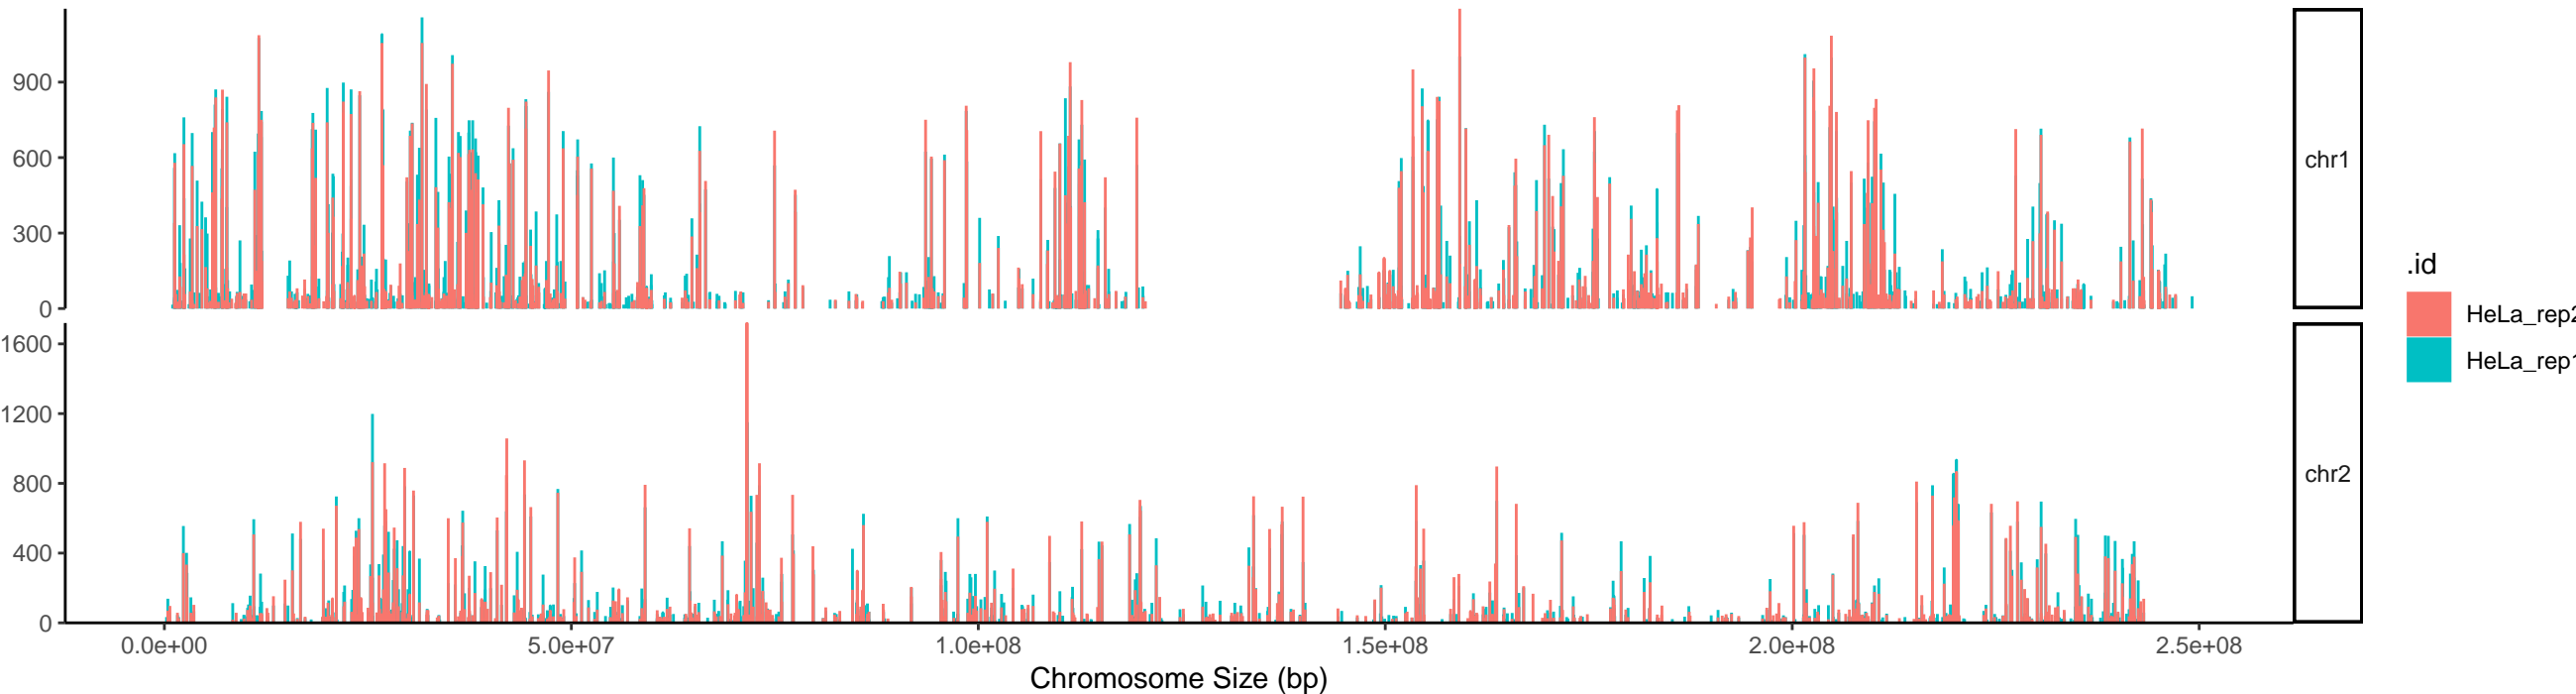 900
600
300
0
chr1
1600
1200
800
400
0
chr2
0.0e+00 5.0e+07 1.0e+08 1.5e+08 2.0e+08 2.5e+08
Chromosome Size (bp)
.id
HeLa_rep2
HeLa_rep1